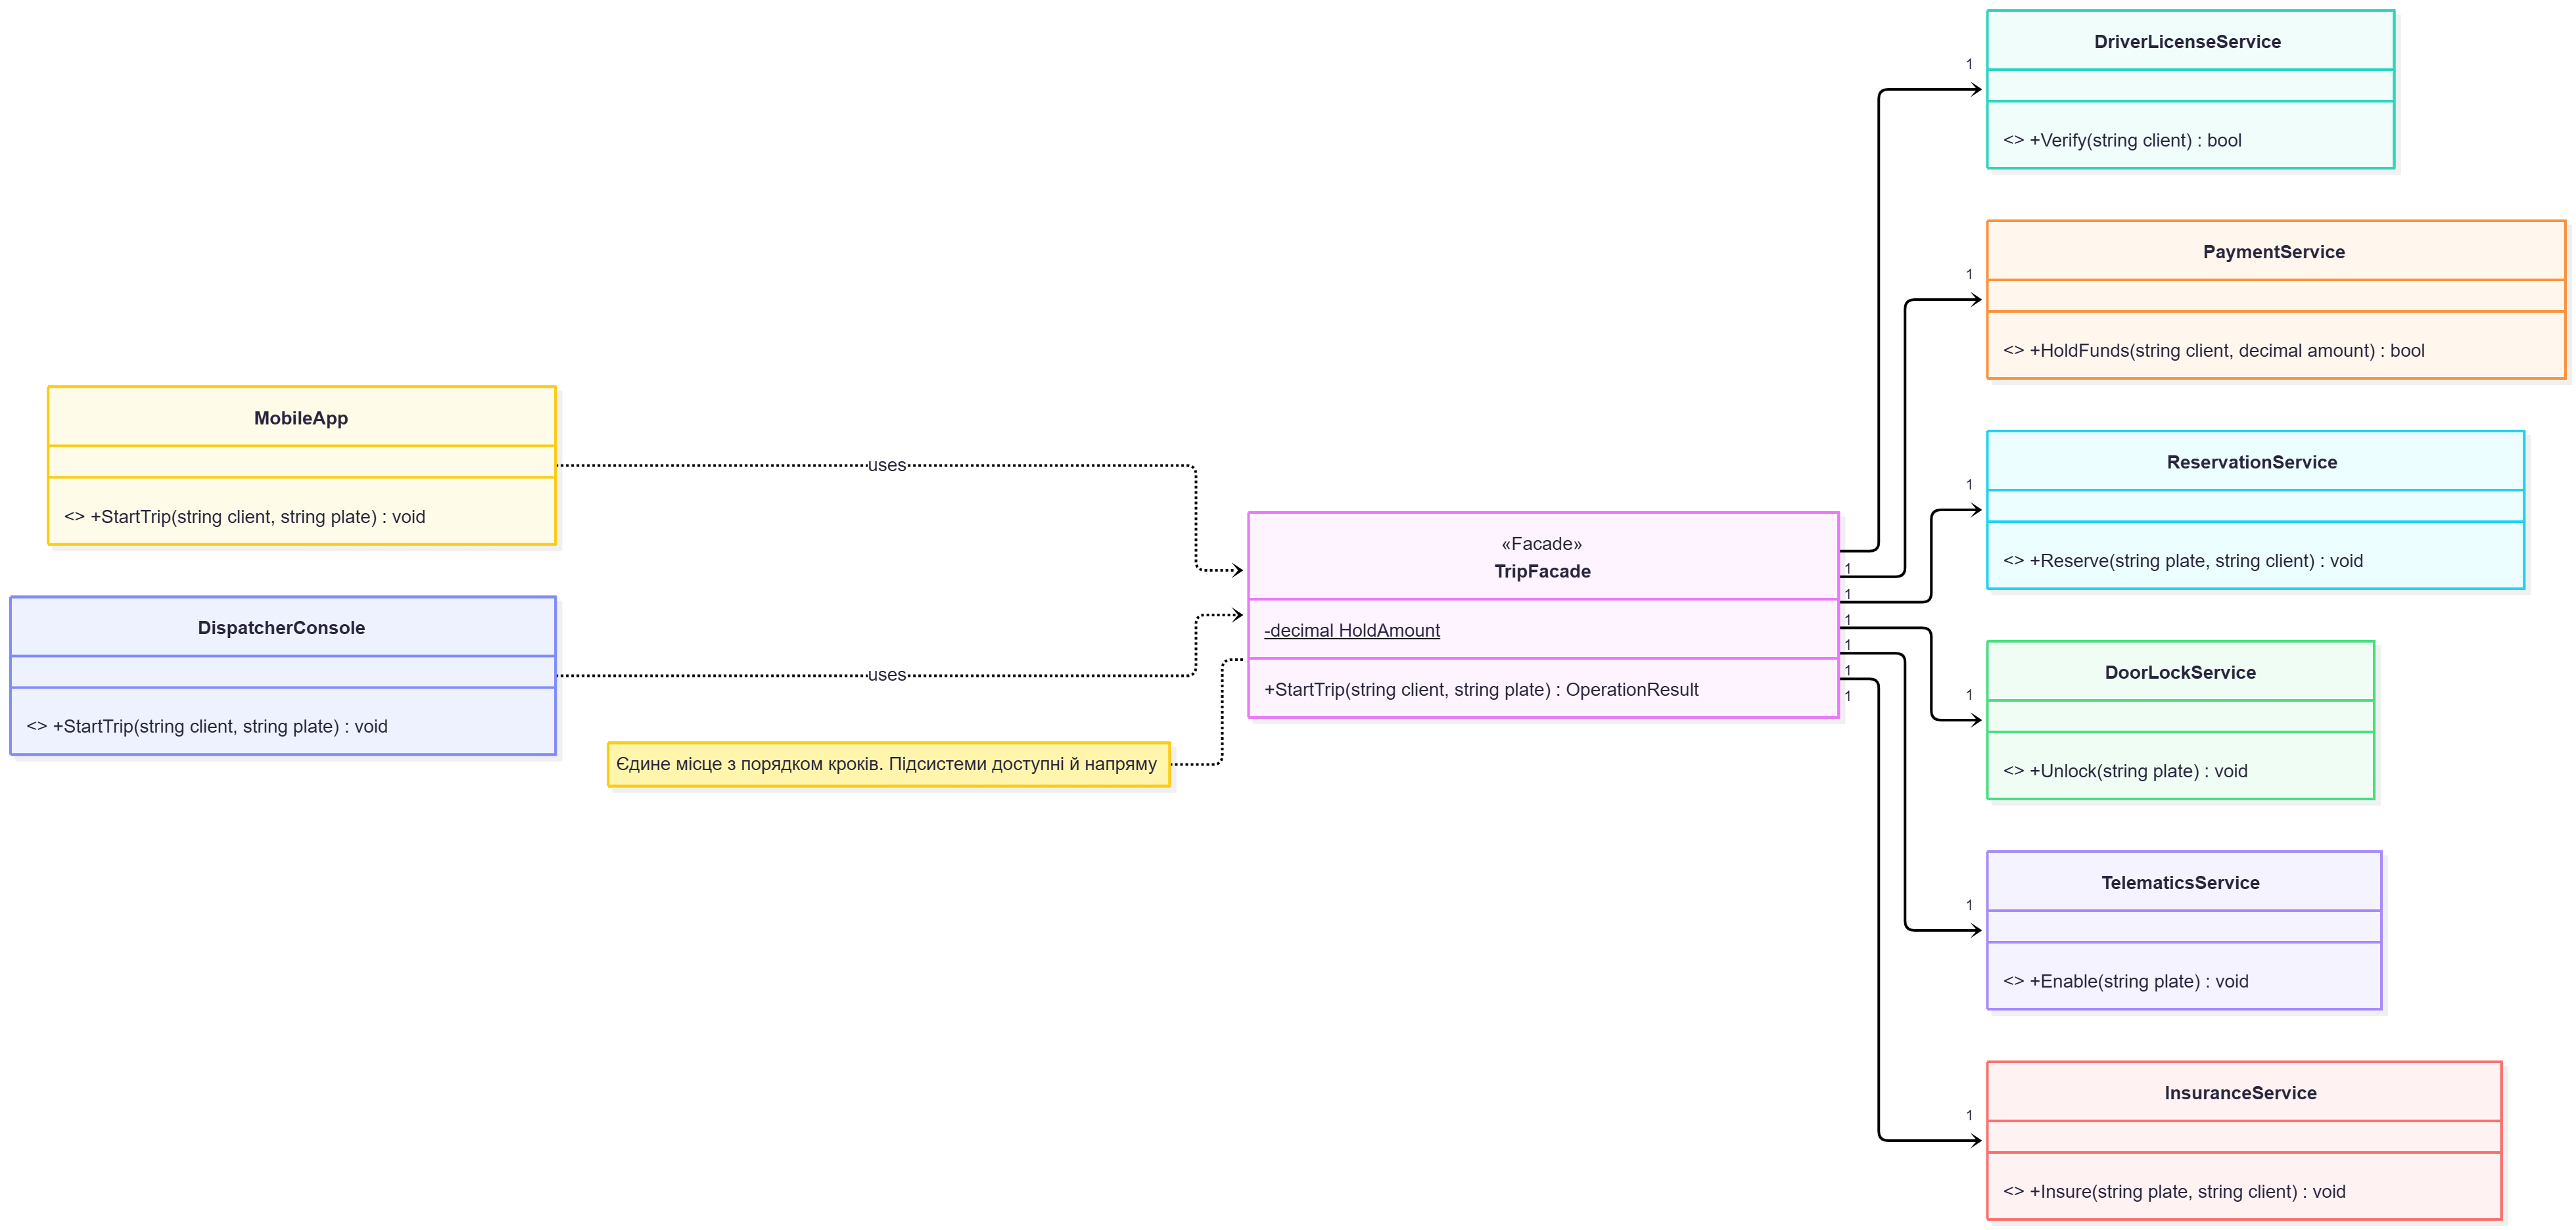 MobileApp
<> +StartTrip(string client, string plate) : void
DispatcherConsole
<> +StartTrip(string client, string plate) : void
uses
uses
Єдине місце з порядком кроків. Підсистеми доступні й напряму
«Facade»
TripFacade
-decimal HoldAmount
+StartTrip(string client, string plate) : OperationResult
1
1
1
1
1
1
1
DriverLicenseService
<> +Verify(string client) : bool
1
PaymentService
<> +HoldFunds(string client, decimal amount) : bool
1
ReservationService
<> +Reserve(string plate, string client) : void
1
DoorLockService
<> +Unlock(string plate) : void
1
TelematicsService
<> +Enable(string plate) : void
1
InsuranceService
<> +Insure(string plate, string client) : void